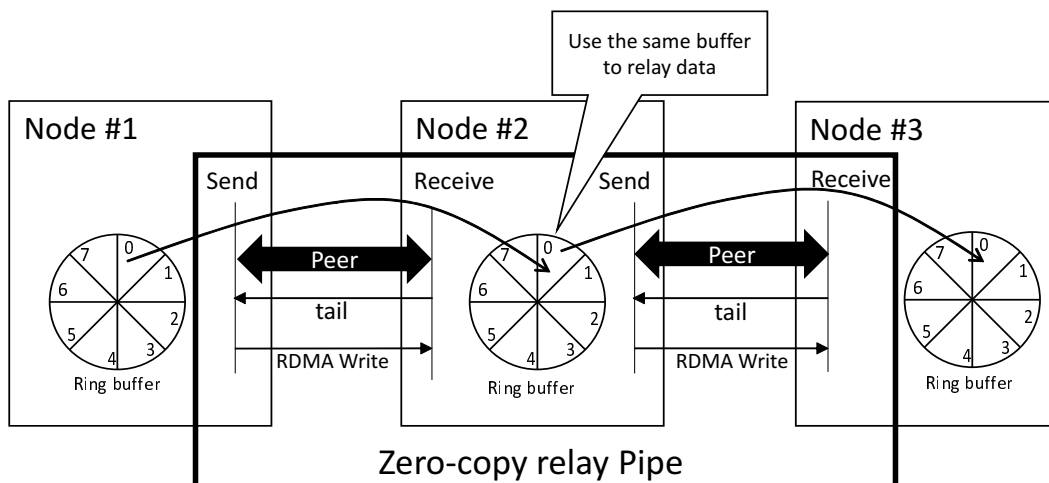 Use the same buffer
to relay data
Node #1
Node #2
Node #3
Send
Receive
Send
Receive
0
1
2
3
4
5
6
7
Ring buffer
Peer
tail
RDMA Write
0
1
2
3
4
5
6
7
Ring buffer
Peer
tail
RDMA Write
0
1
2
3
4
5
6
7
Ring buffer
Zero-copy relay Pipe